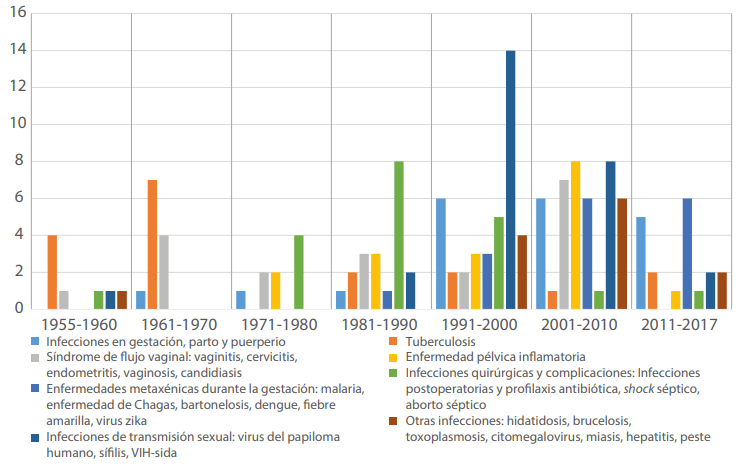 16
14
12
10
8
6
4
2
0
1955-1960 1961-1970 1971-1980 1981-1990 1991-2000 2001-2010 2011-2017
Infecciones en gestación, parto y puerperio
Síndrome de flujo vaginal: vaginitis, cervicitis,
endometritis, vaginosis, candidiasis
Enfermedades metaxénicas durante la gestación: malaria,
enfermedad de Chagas, bartonelosis, dengue, fiebre
amarilla, virus zika
Infecciones de transmisión sexual: virus del papiloma
humano, sífilis, VIH-sida
Tuberculosis
Enfermedad pélvica inflamatoria
Infecciones quirúrgicas y complicaciones: Infecciones
postoperatorias y profilaxis antibiótica, shock séptico,
aborto séptico
Otras infecciones: hidatidosis, brucelosis,
toxoplasmosis, citomegalovirus, miasis, hepatitis, peste